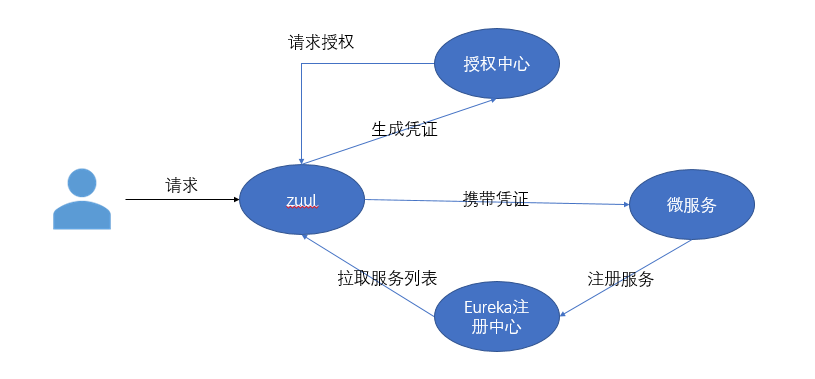 请求授权
授权中心
生成凭证
请求
zuul
携带凭证
微服务
拉取服务列表
注册服务
Eureka注
册中心